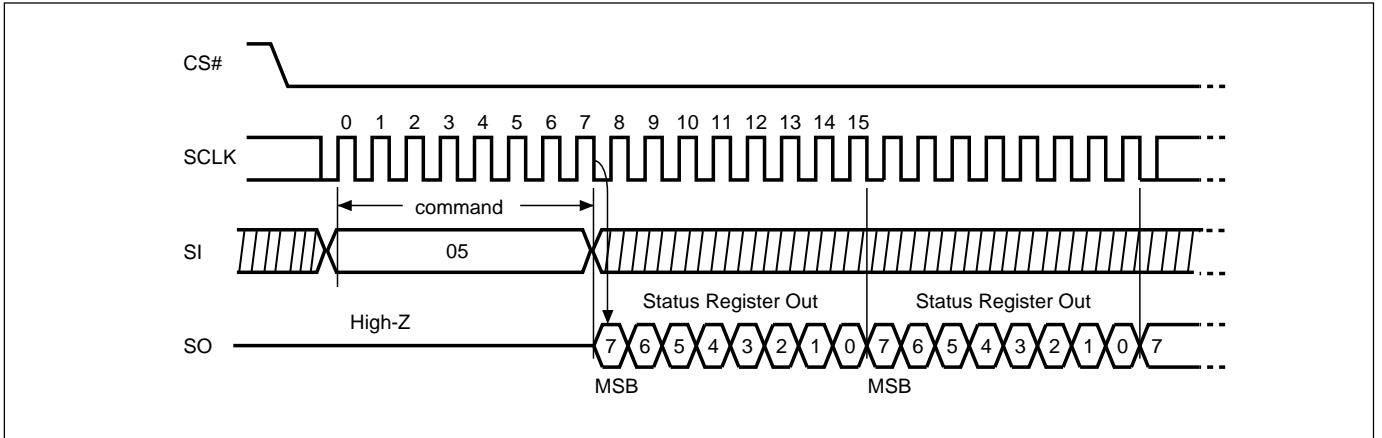 CS#
0 1 2 3 4 5 6 7 8 9 10 11 12 13 14 15
SCLK
command
SI
05
Status Register Out Status Register Out
High-Z
SO
7 6 5 4 3 2 1 0 7 6 5 4 3 2 1 0 7
MSB MSB